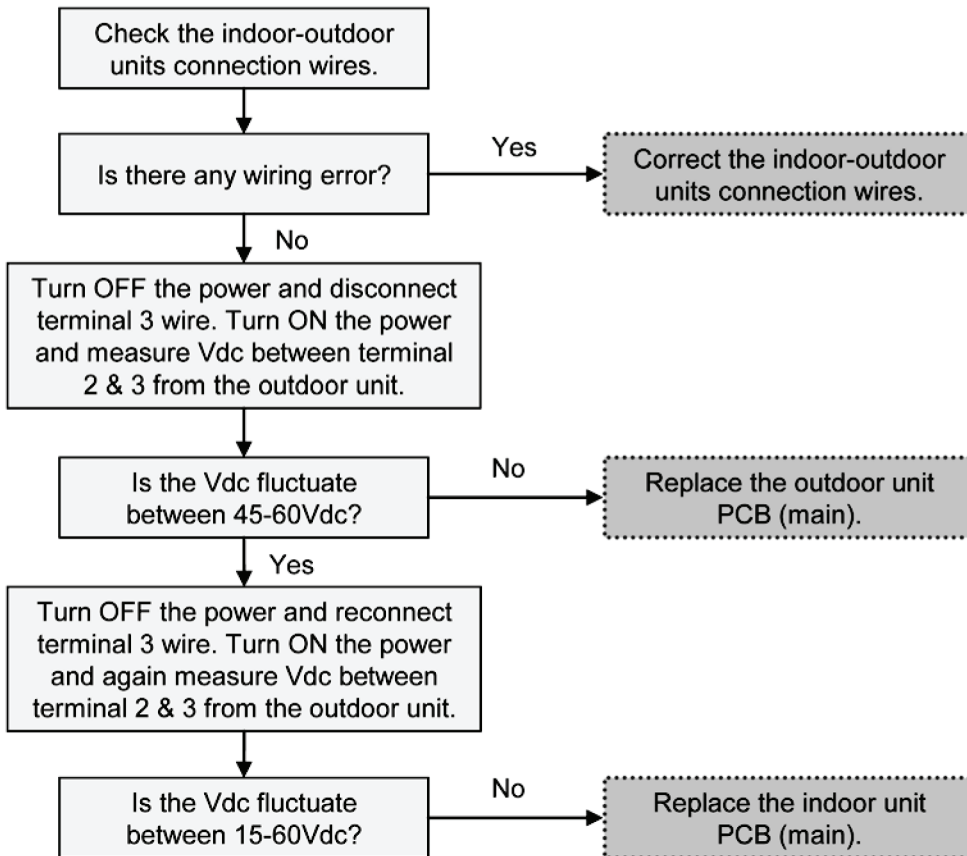 Check the indoor-outdoor
units connection wires.
Is there any wiring error?
Yes
Correct the indoor-outdoor
units connection wires.
No
Turn OFF the power and disconnect
terminal 3 wire. Turn ON the power
and measure Vdc between terminal
2 & 3 from the outdoor unit.
Is the Vdc fluctuate
between 45-60Vdc?
No
Replace the outdoor unit
PCB (main).
Yes
Turn OFF the power and reconnect
terminal 3 wire. Turn ON the power
and again measure Vdc between
terminal 2 & 3 from the outdoor unit.
Is the Vdc fluctuate
between 15-60Vdc?
No
Replace the indoor unit
PCB (main).